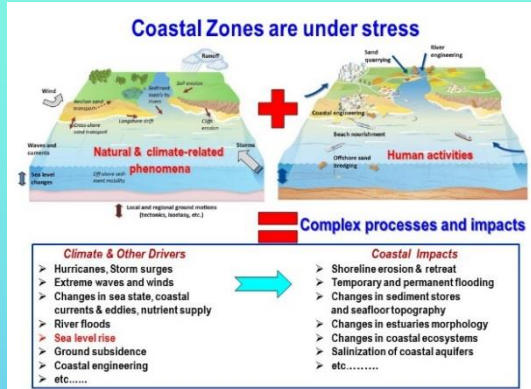 Coastal Zones are under stress
Runoff
Soil erosion
Sediment supply by rivers
Wind
Aeolian sand transport
Cross-shore sand transport
Longshore drift
Cliff erosion
Waves and currents
Natural & climate-related phenomena
Storms
Sea level changes
Offshore sediment mobility
Local and regional ground motions
(tectonics, isostasy, etc.)
Sand quarrying
River engineering
Coastal engineering
Beach nourishment
Offshore sand dredging
Human activities
Complex processes and impacts
Climate & Other Drivers
➢ Hurricanes, Storm surges
➢ Extreme waves and winds
➢ Changes in sea state, coastal
currents & eddies, nutrient supply
➢ River floods
➢ Sea level rise
➢ Ground subsidence
➢ Coastal engineering
➢ etc......
Coastal Impacts
➢ Shoreline erosion & retreat
➢ Temporary and permanent flooding
➢ Changes in sediment stores
and seafloor topography
➢ Changes in estuaries morphology
➢ Changes in coastal ecosystems
➢ Salinization of coastal aquifers
➢ etc.........